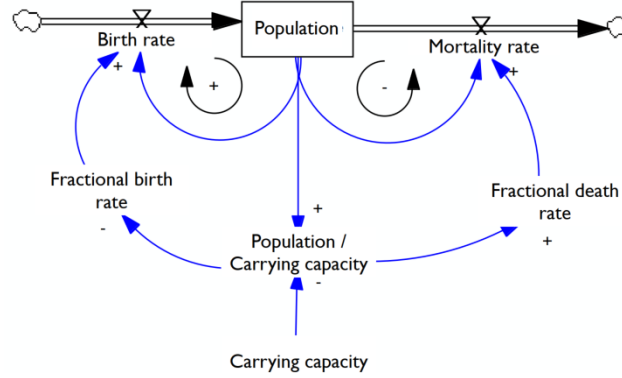 Population
Birth rate
Mortality rate
+
+
+
-
Fractional birth
rate
Fractional death
rate
-
+
+
Population /
Carrying capacity
-
Carrying capacity